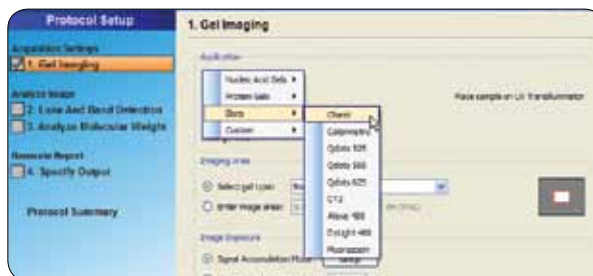 Protocol Setup
Acquisition Settings
1. Gel Imaging
Analyze Image
2. Lane And Band Detection
3. Analyze Molecular Weight
Generate Report
4. Specify Output
Protocol Summary
1. Gel Imaging
Application
Nucleic Acid Gels
Protein Gels
Blots
Custom
Chemi
Colorimetric
Qdots 525
Qdots 565
Qdots 625
CY2
Alexa 488
DyLight 488
Fluorescein
Place sample on UV Transilluminator
Imaging Area
Select gel type:
Enter image area:
Image Exposure
Signal Accumulation Mode
Setup